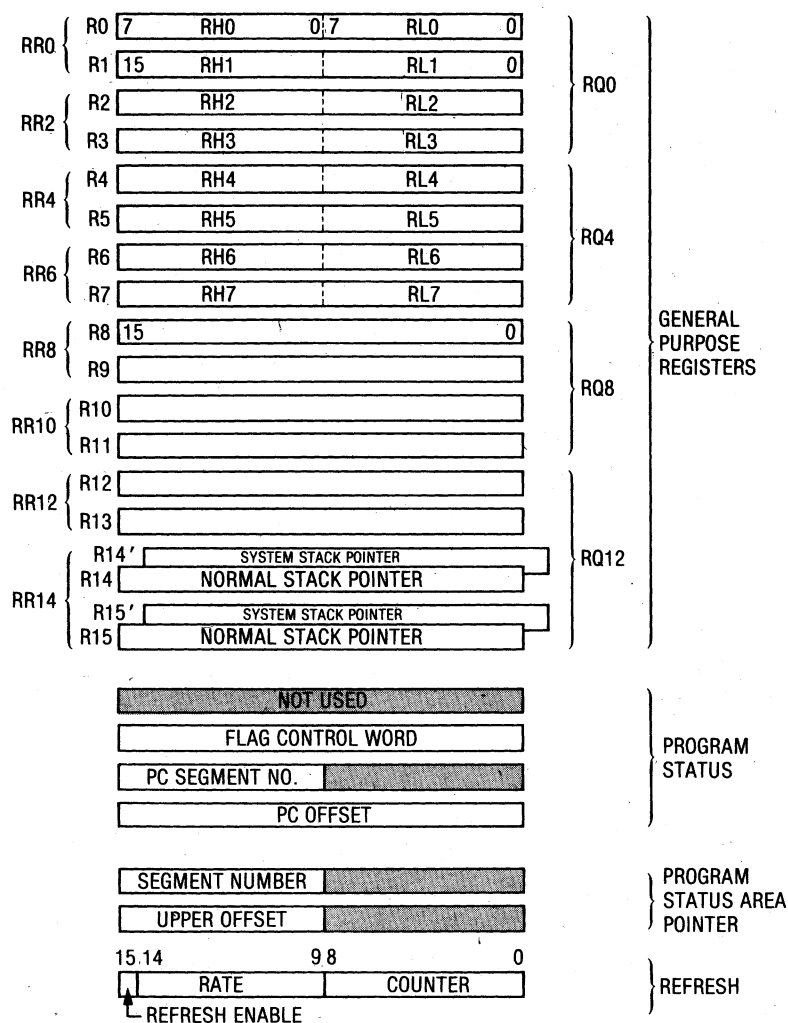 RR0
R0 7 RH0 0 7 RL0 0
R1 15 RH1 RL1 0
RQ0
RR2
R2 RH2 RL2
R3 RH3 RL3
RR4
R4 RH4 RL4
R5 RH5 RL5
RQ4
RR6
R6 RH6 RL6
R7 RH7 RL7
RR8
R8 15 0
R9
RQ8
RR10
R10
R11
RR12
R12
R13
RQ12
RR14
R14' SYSTEM STACK POINTER
R14 NORMAL STACK POINTER
R15' SYSTEM STACK POINTER
R15 NORMAL STACK POINTER
GENERAL
PURPOSE
REGISTERS
NOT USED
FLAG CONTROL WORD
PC SEGMENT NO.
PC OFFSET
PROGRAM
STATUS
SEGMENT NUMBER
UPPER OFFSET
PROGRAM
STATUS AREA
POINTER
15 14 9 8 0
RATE COUNTER
REFRESH
REFRESH ENABLE